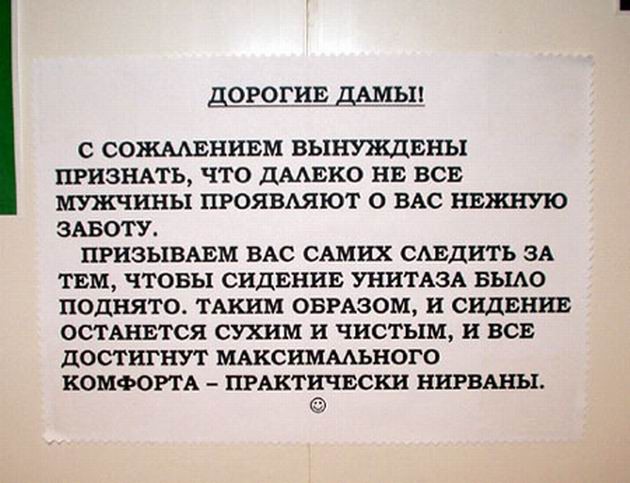 ДОРОГИЕ ДАМЫ!
С СОЖАЛЕНИЕМ ВЫНУЖДЕНЫ
ПРИЗНАТЬ, ЧТО ДАЛЕКО НЕ ВСЕ
МУЖЧИНЫ ПРОЯВЛЯЮТ О ВАС НЕЖНУЮ
ЗАБОТУ.
ПРИЗЫВАЕМ ВАС САМИХ СЛЕДИТЬ ЗА
ТЕМ, ЧТОБЫ СИДЕНИЕ УНИТАЗА БЫЛО
ПОДНЯТО. ТАКИМ ОБРАЗОМ, И СИДЕНИЕ
ОСТАНЕТСЯ СУХИМ И ЧИСТЫМ, И ВСЕ
ДОСТИГНУТ МАКСИМАЛЬНОГО
КОМФОРТА – ПРАКТИЧЕСКИ НИРВАНЫ.
☺